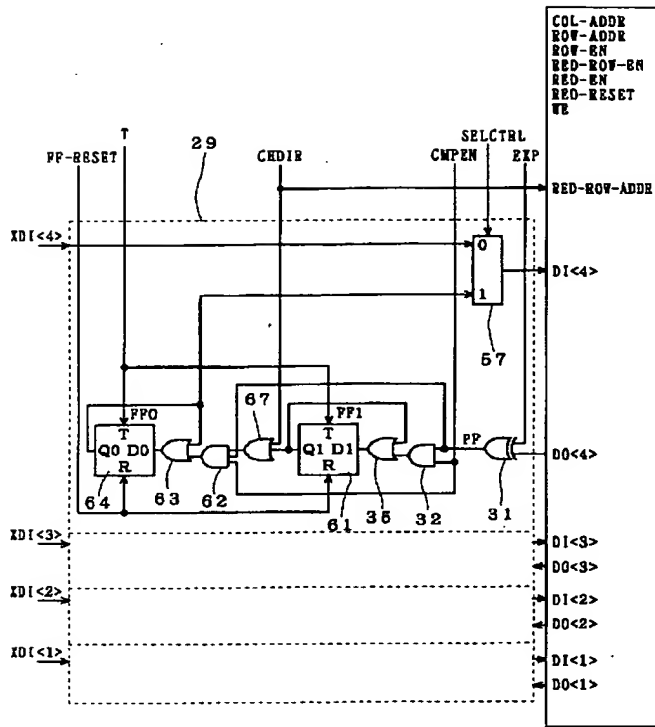 COL-ADDR
ROW-ADDR
ROW-EN
RED-ROW-EN
RED-EN
RED-RESET
WE
T
SELCTRL
FF-RESET
29
CHDIR
CMPEN
EXP
RED-ROW-ADDR
XDI<4>
0
DI<4>
1
57
67
FF0
FF1
T
T
PP
Q0 D0
Q1 D1
DO<4>
R
R
64
63
62
61
35
32
31
XDI<3>
DI<3>
DO<3>
XDI<2>
DI<2>
DO<2>
XDI<1>
DI<1>
DO<1>